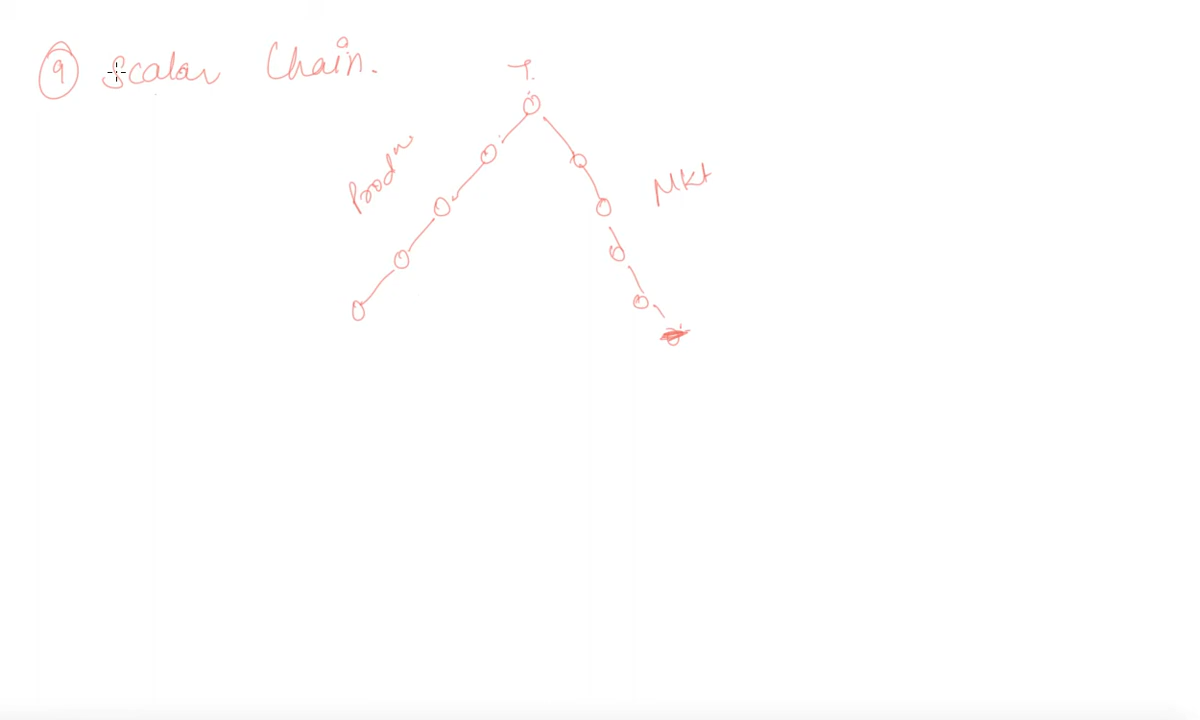 9 Scalar Chain.
T.
Prodⁿ
Mkt